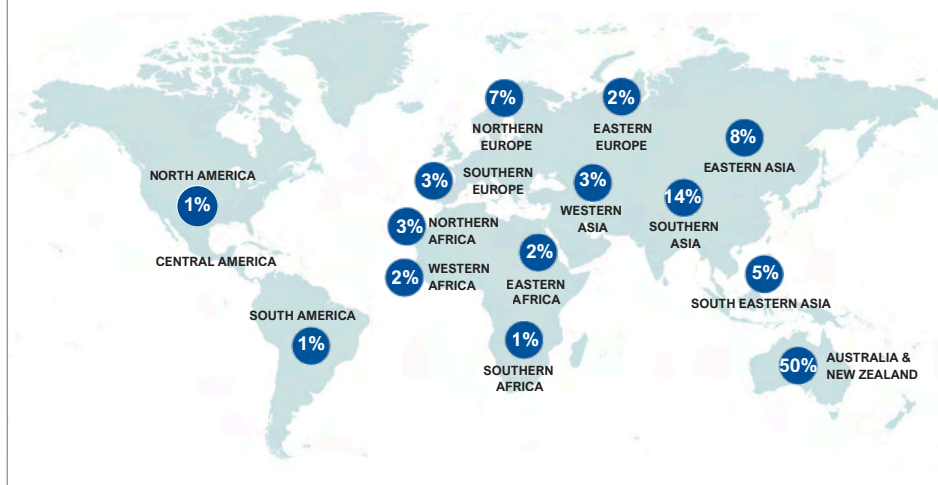 7%
NORTHERN
EUROPE
2%
EASTERN
EUROPE
8%
EASTERN ASIA
NORTH AMERICA
1%
3%
SOUTHERN
EUROPE
3%
WESTERN
ASIA
14%
SOUTHERN
ASIA
3%
NORTHERN
AFRICA
CENTRAL AMERICA
2%
WESTERN
AFRICA
2%
EASTERN
AFRICA
5%
SOUTH EASTERN ASIA
SOUTH AMERICA
1%
1%
SOUTHERN
AFRICA
50%
AUSTRALIA &
NEW ZEALAND